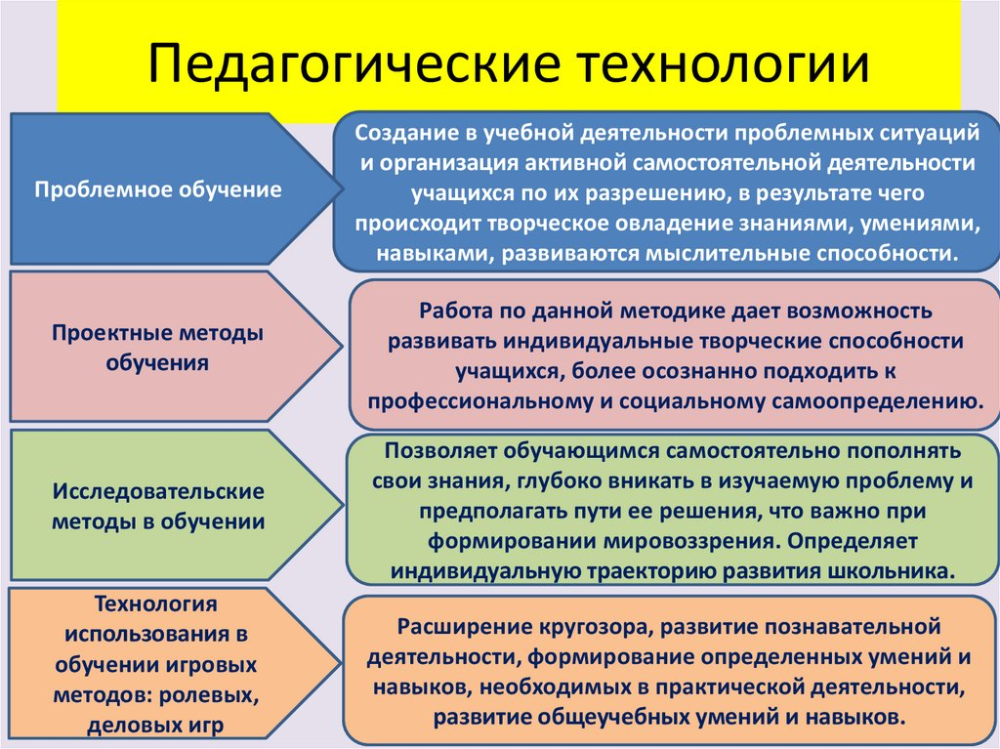 Педагогические технологии
Проблемное обучение
Создание в учебной деятельности проблемных ситуаций
и организация активной самостоятельной деятельности
учащихся по их разрешению, в результате чего
происходит творческое овладение знаниями, умениями,
навыками, развиваются мыслительные способности.
Проектные методы
обучения
Работа по данной методике дает возможность
развивать индивидуальные творческие способности
учащихся, более осознанно подходить к
профессиональному и социальному самоопределению.
Исследовательские
методы в обучении
Позволяет обучающимся самостоятельно пополнять
свои знания, глубоко вникать в изучаемую проблему и
предполагать пути ее решения, что важно при
формировании мировоззрения. Определяет
индивидуальную траекторию развития школьника.
Технология
использования в
обучении игровых
методов: ролевых,
деловых игр
Расширение кругозора, развитие познавательной
деятельности, формирование определенных умений и
навыков, необходимых в практической деятельности,
развитие общеучебных умений и навыков.